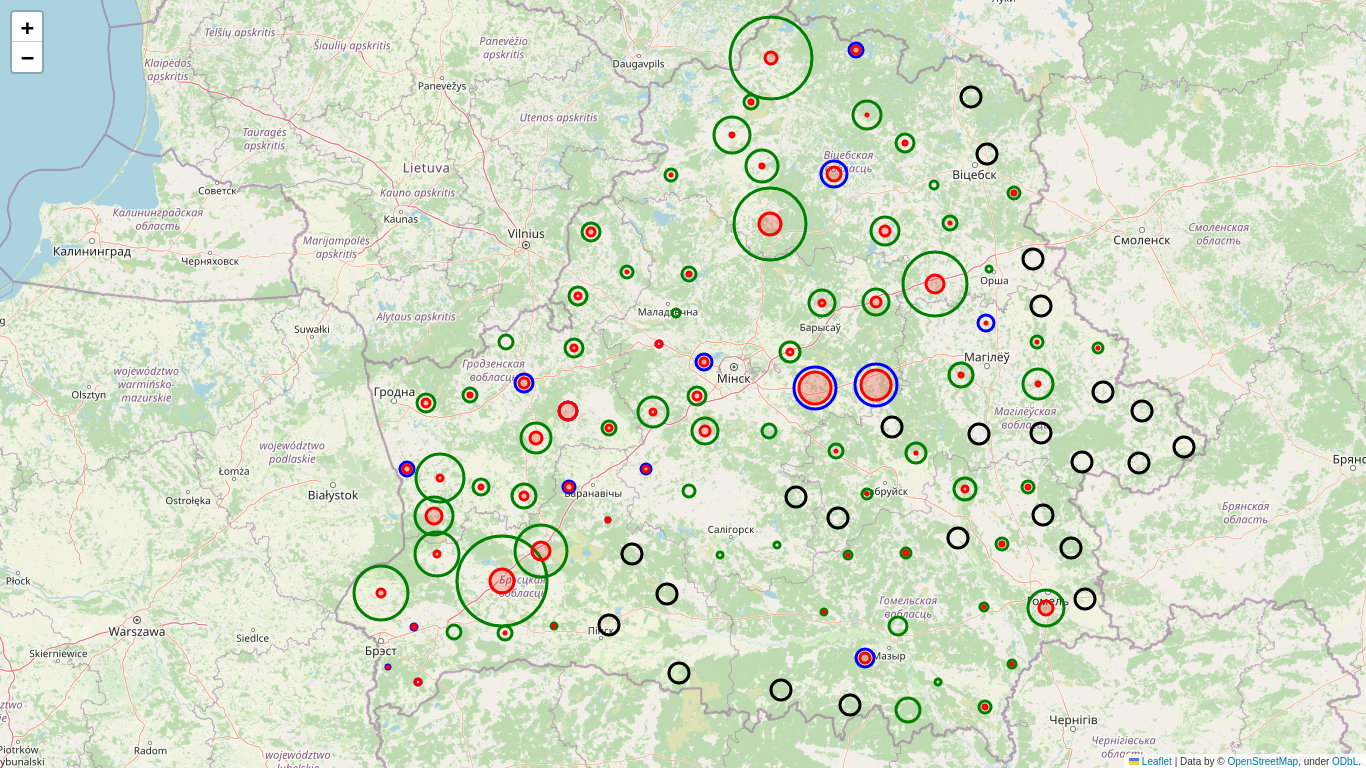 +
−
Telšių apskritis
Šiaulių apskritis
Panevėžio
apskritis
Klaipėdos
apskritis
Daugavpils
Panevėžys
Utenos apskritis
Tauragės
apskritis
Lietuva
Kauno apskritis
Советск
Калининградская
область
Kaunas
Vilnius
Marijampolės
apskritis
Калининград
Черняховск
Alytaus apskritis
Suwałki
Віцебская
вобласць
Віцебск
Смоленск
Смоленская
область
Орша
Маладзечна
Барысаў
Мінск
Магілёў
Магілёўская
вобласць
Гродзенская
вобласць
Гродна
województwo
warmińsko-
mazurskie
Olsztyn
województwo
podlaskie
Łomża
Ostrołęka
Białystok
Баранавічы
Бабруйск
Салігорск
Брянская
область
Брэсцкая
вобласць
Гомельская
вобласць
Гомель
Płock
Warszawa
Siedlce
Skierniewice
Брэст
Пінск
Мазыр
Чернігів
Чернігівська
область
Piotrków
Trybunalski
Radom
województwo
lubelskie
Leaflet | Data by © OpenStreetMap, under ODbL.